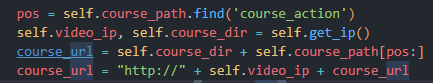 pos = self.course_path.find('course_action')
self.video_ip, self.course_dir = self.get_ip()
course_url = self.course_dir + self.course_path[pos:]
course_url = "http://" + self.video_ip + course_url